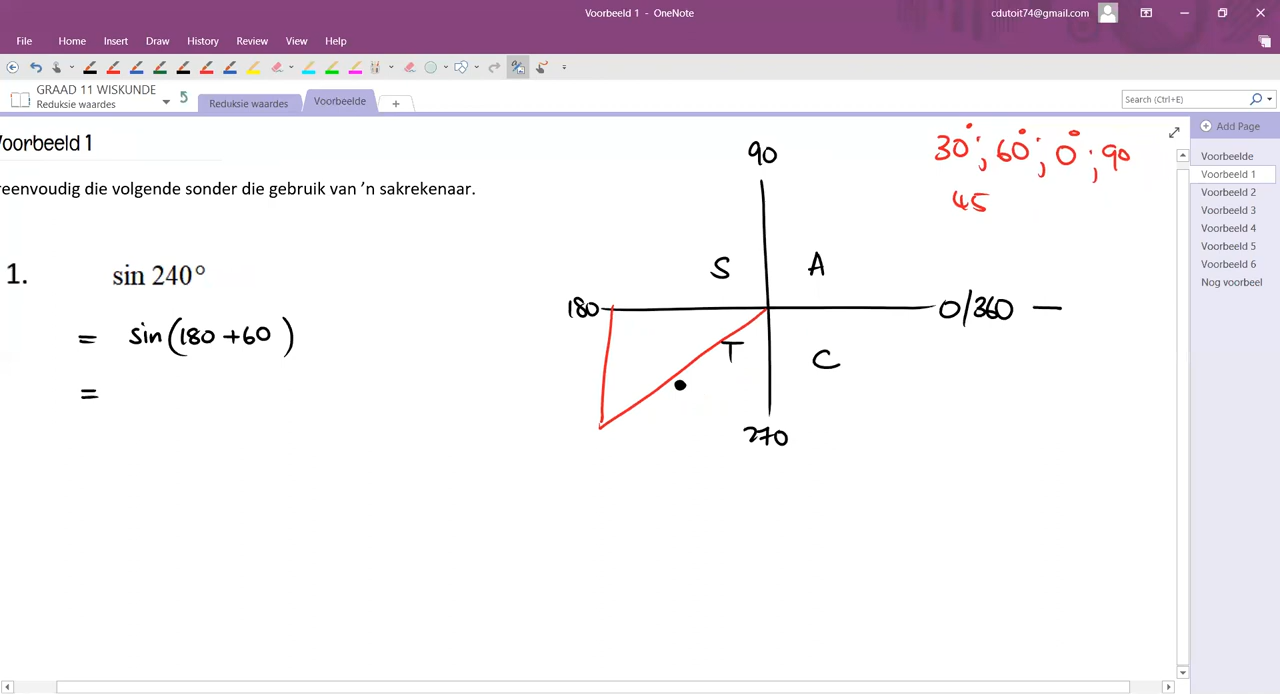 Voorbeeld 1 - OneNote
cdutoit74@gmail.com
File Home Insert Draw History Review View Help
GRAAD 11 WISKUNDE
Reduksie waardes
Reduksie waardes
Voorbeelde
Search (Ctrl+E)
Add Page
Voorbeelde
Voorbeeld 1
Voorbeeld 2
Voorbeeld 3
Voorbeeld 4
Voorbeeld 5
Voorbeeld 6
Nog voorbeel
oorbeeld 1
reenvoudig die volgende sonder die gebruik van 'n sakrekenaar.
1. sin 240°
= sin(180+60)
=
90
S A
180 0/360 —
T C
270
30°; 60°; 0°; 90
45